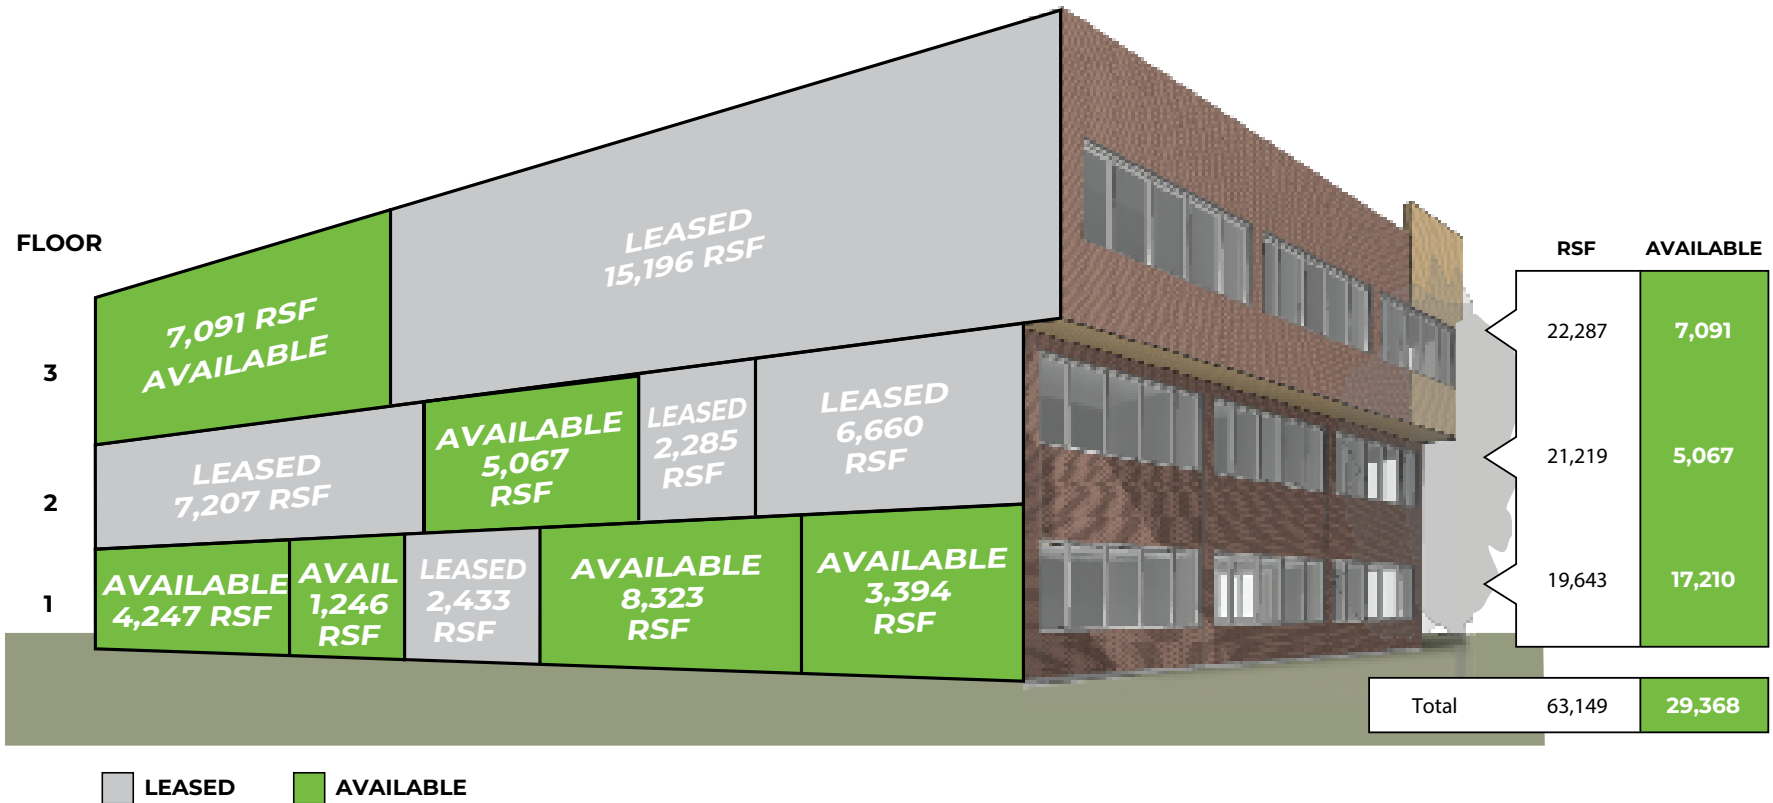 FLOOR
RSF AVAILABLE
3
7,091 RSF
AVAILABLE
LEASED
15,196 RSF
22,287 7,091
2
LEASED
7,207 RSF
AVAILABLE
5,067
RSF
LEASED
2,285
RSF
LEASED
6,660
RSF
21,219 5,067
1
AVAILABLE
4,247 RSF
AVAIL
1,246
RSF
LEASED
2,433
RSF
AVAILABLE
8,323
RSF
AVAILABLE
3,394
RSF
19,643 17,210
Total 63,149 29,368
LEASED AVAILABLE